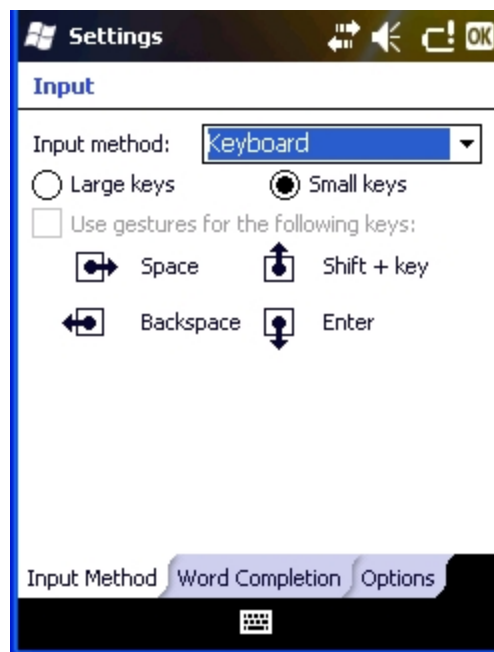 Settings OK
Input
Input method: Keyboard
Large keys Small keys
Use gestures for the following keys:
Space Shift + key
Backspace Enter
Input Method Word Completion Options